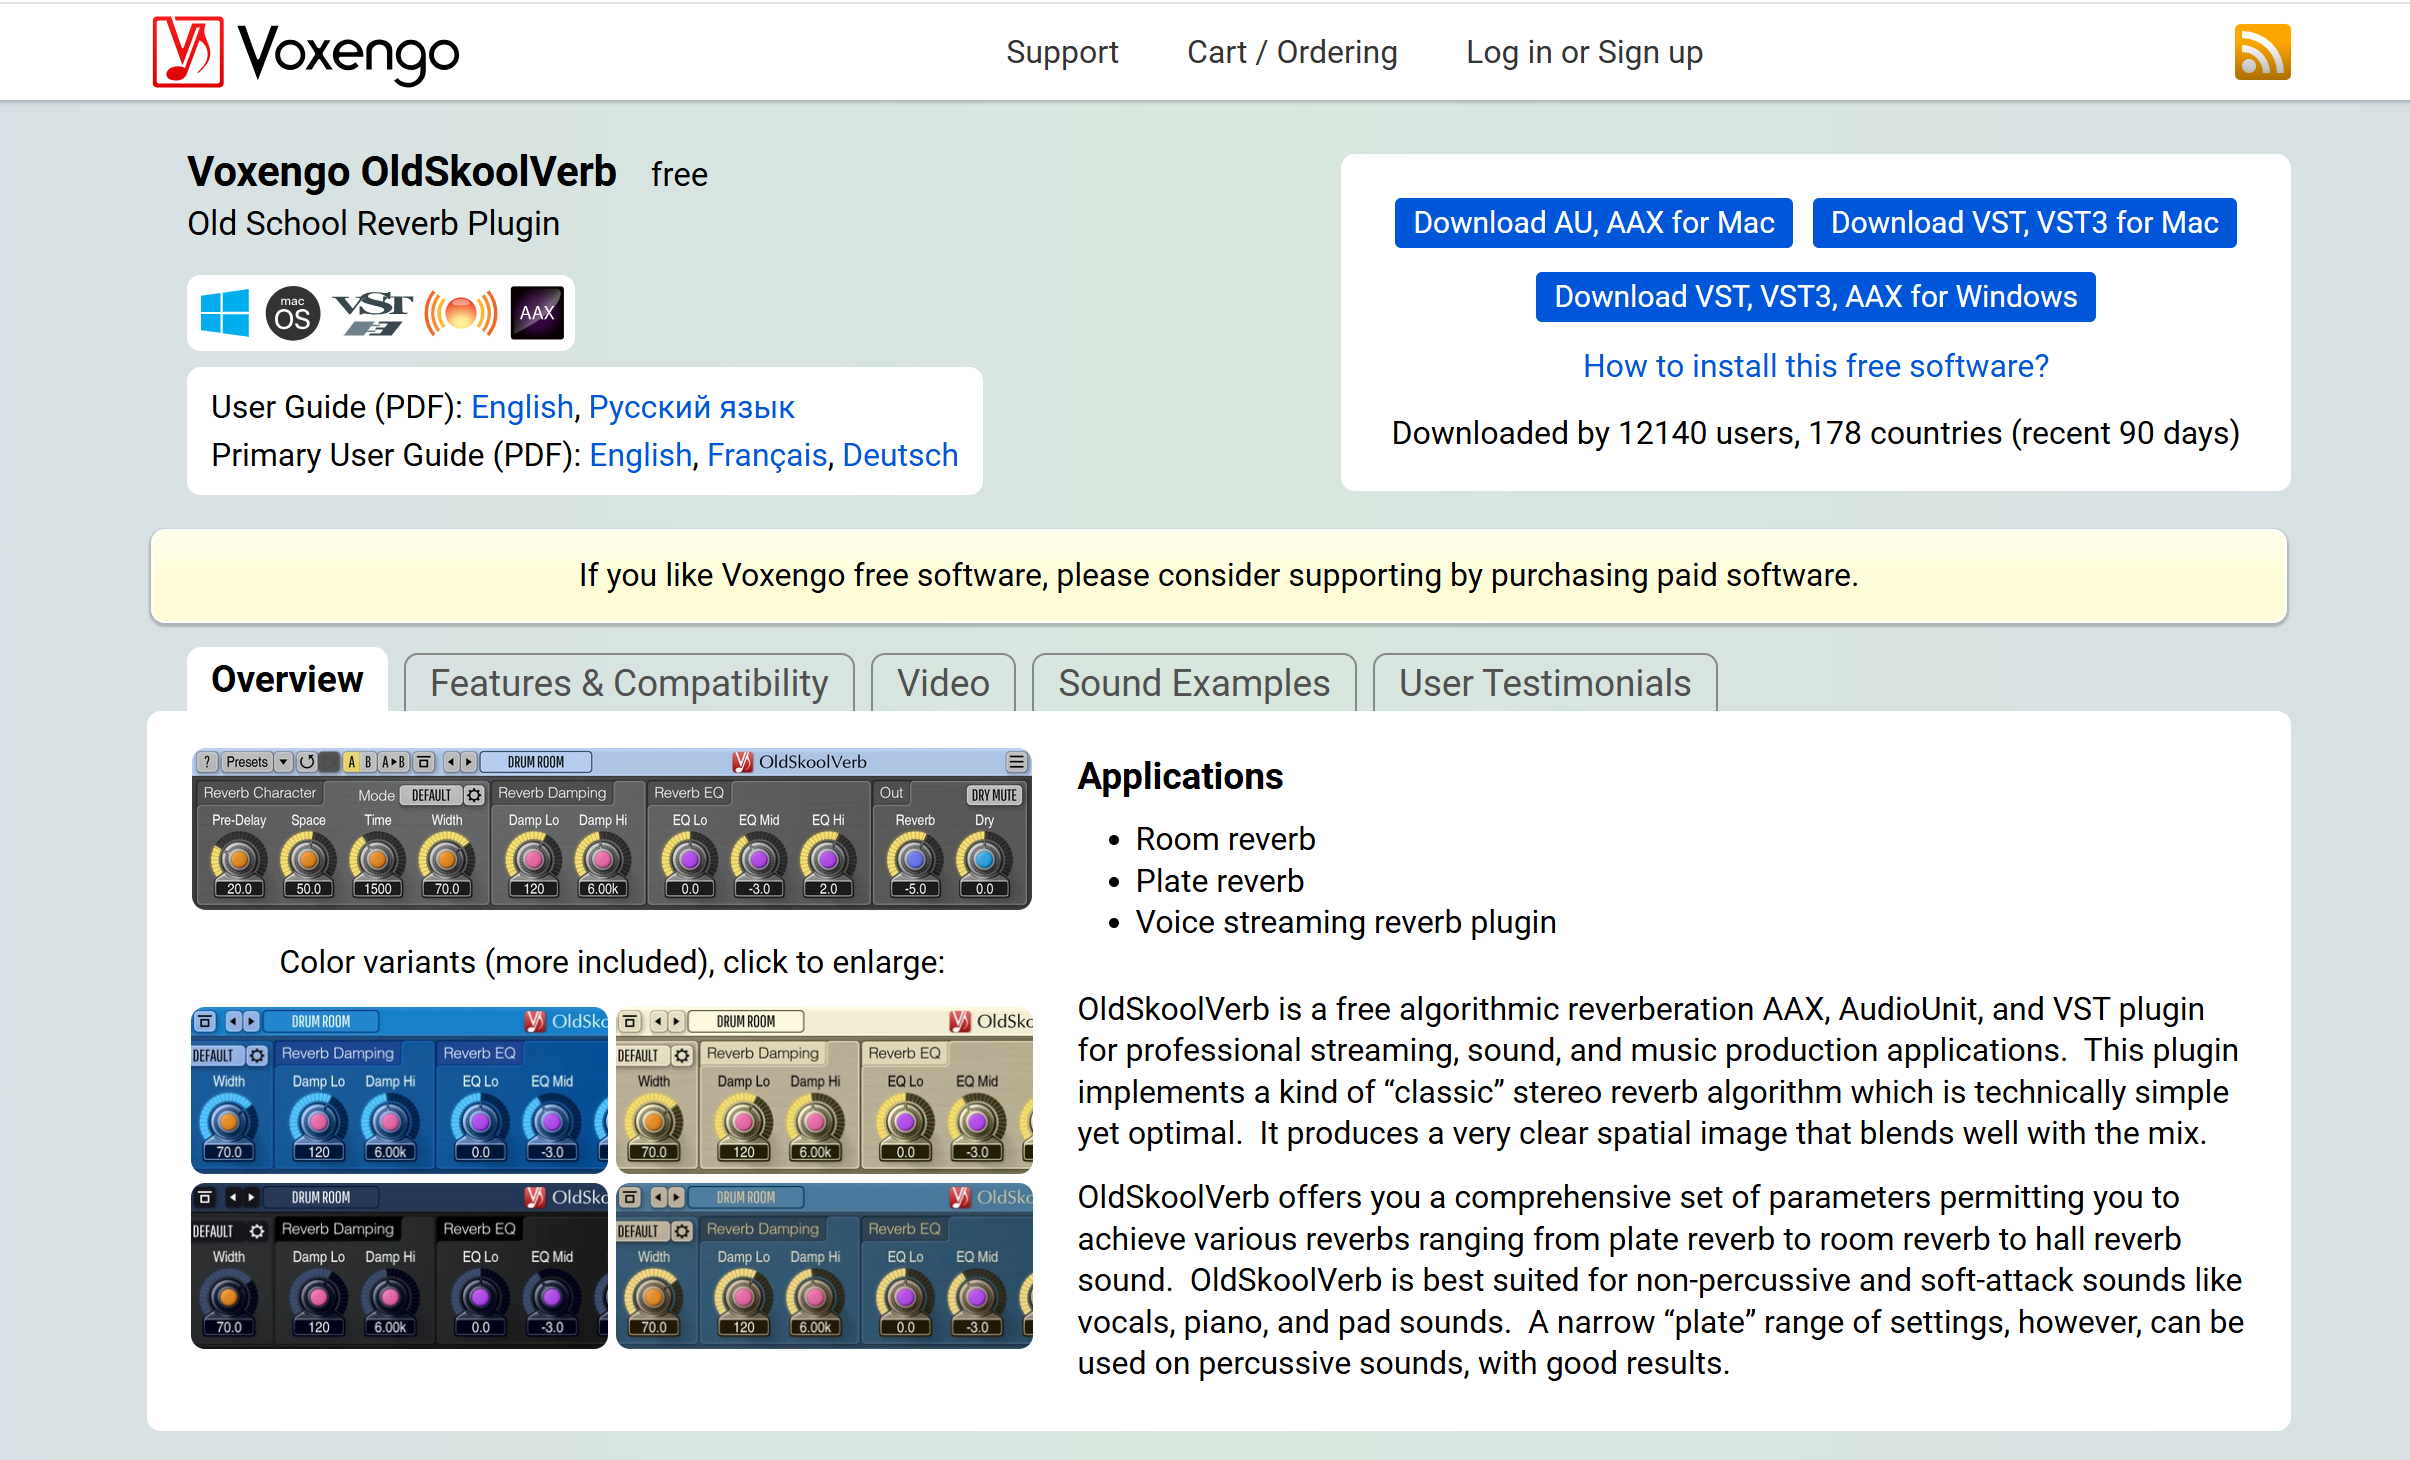 Voxengo
Support
Cart / Ordering
Log in or Sign up
Voxengo OldSkoolVerb free
Old School Reverb Plugin
mac OS
VST 3
AAX
User Guide (PDF): English, Русский язык
Primary User Guide (PDF): English, Français, Deutsch
Download AU, AAX for Mac
Download VST, VST3 for Mac
Download VST, VST3, AAX for Windows
How to install this free software?
Downloaded by 12140 users, 178 countries (recent 90 days)
If you like Voxengo free software, please consider supporting by purchasing paid software.
Overview
Features & Compatibility
Video
Sound Examples
User Testimonials
? Presets A B A▸B DRUM ROOM OldSkoolVerb
Reverb Character Mode DEFAULT Reverb Damping Reverb EQ Out DRY MUTE
Pre-Delay Space Time Width Damp Lo Damp Hi EQ Lo EQ Mid EQ Hi Reverb Dry
20.0 50.0 1500 70.0 120 6.00k 0.0 -3.0 2.0 -5.0 0.0
Color variants (more included), click to enlarge:
DRUM ROOM OldSko
DEFAULT Reverb Damping Reverb EQ
Width Damp Lo Damp Hi EQ Lo EQ Mid
70.0 120 6.00k 0.0 -3.0
DRUM ROOM OldSko
DEFAULT Reverb Damping Reverb EQ
Width Damp Lo Damp Hi EQ Lo EQ Mid
70.0 120 6.00k 0.0 -3.0
DRUM ROOM OldSko
DEFAULT Reverb Damping Reverb EQ
Width Damp Lo Damp Hi EQ Lo EQ Mid
70.0 120 6.00k 0.0 -3.0
DRUM ROOM OldSko
DEFAULT Reverb Damping Reverb EQ
Width Damp Lo Damp Hi EQ Lo EQ Mid
70.0 120 6.00k 0.0 -3.0
Applications
• Room reverb
• Plate reverb
• Voice streaming reverb plugin
OldSkoolVerb is a free algorithmic reverberation AAX, AudioUnit, and VST plugin
for professional streaming, sound, and music production applications. This plugin
implements a kind of “classic” stereo reverb algorithm which is technically simple
yet optimal. It produces a very clear spatial image that blends well with the mix.
OldSkoolVerb offers you a comprehensive set of parameters permitting you to
achieve various reverbs ranging from plate reverb to room reverb to hall reverb
sound. OldSkoolVerb is best suited for non-percussive and soft-attack sounds like
vocals, piano, and pad sounds. A narrow “plate” range of settings, however, can be
used on percussive sounds, with good results.